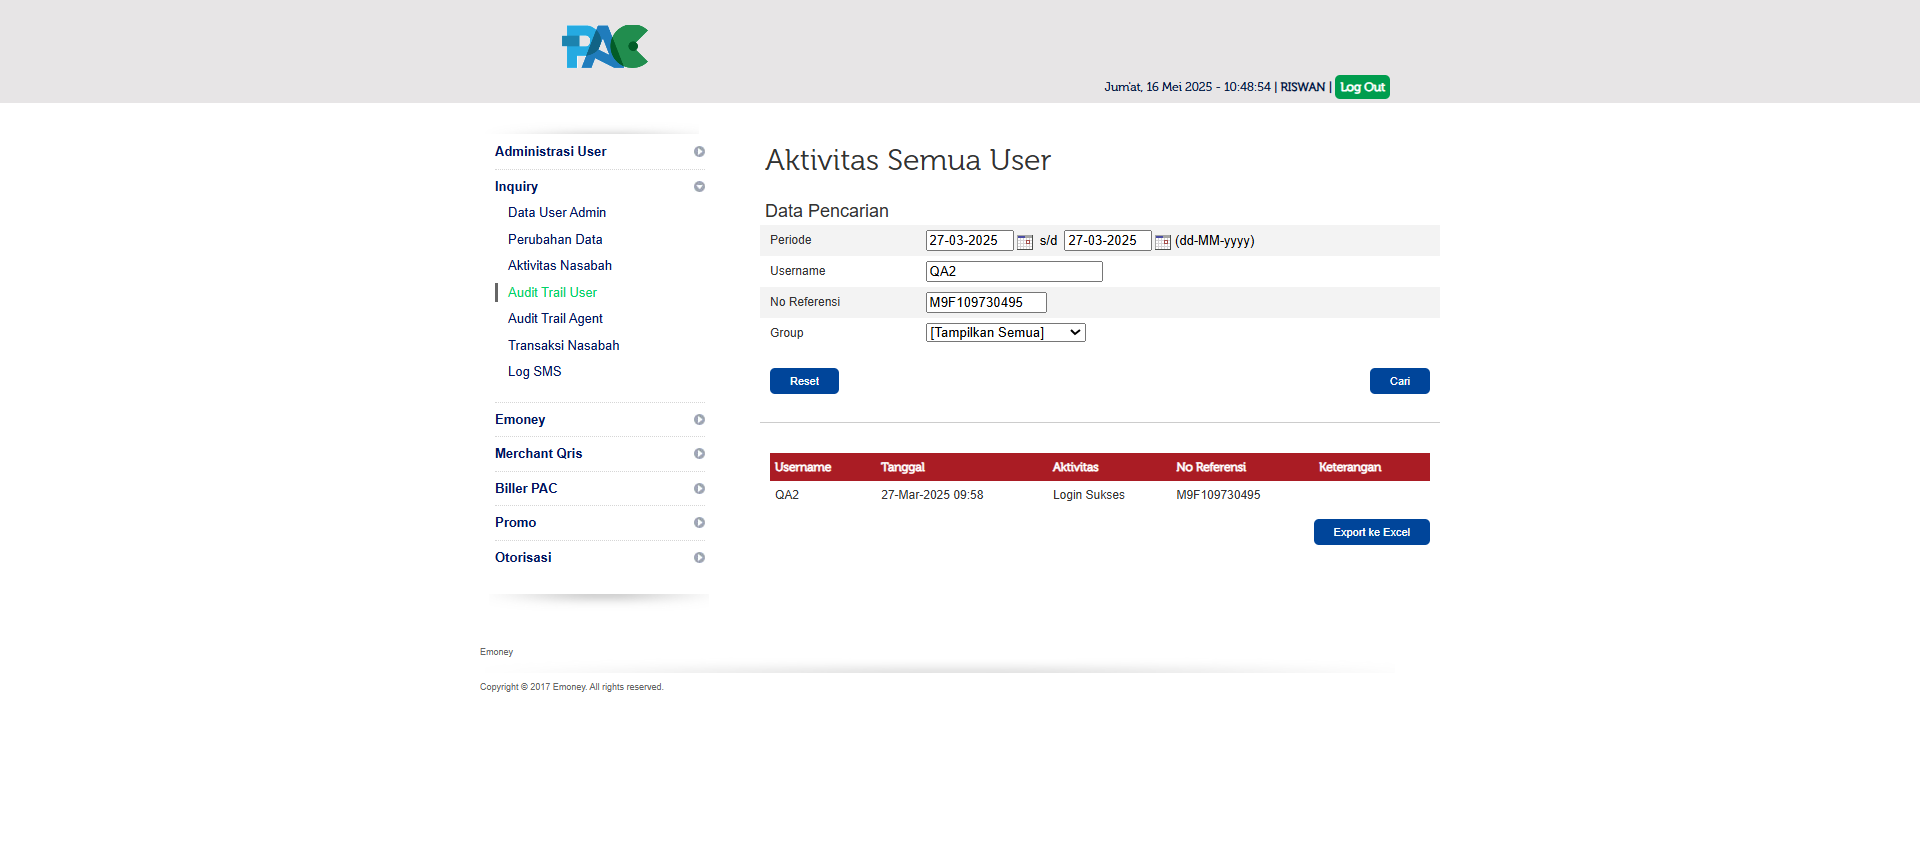 PAC
Jum'at, 16 Mei 2025 - 10:48:54 | RISWAN | Log Out
Administrasi User
Inquiry
Data User Admin
Perubahan Data
Aktivitas Nasabah
Audit Trail User
Audit Trail Agent
Transaksi Nasabah
Log SMS
Emoney
Merchant Qris
Biller PAC
Promo
Otorisasi
Aktivitas Semua User
Data Pencarian
Periode 27-03-2025 s/d 27-03-2025 (dd-MM-yyyy)
Username QA2
No Referensi M9F109730495
Group [Tampilkan Semua]
Reset Cari
Username Tanggal Aktivitas No Referensi Keterangan
QA2 27-Mar-2025 09:58 Login Sukses M9F109730495
Export ke Excel
Emoney
Copyright © 2017 Emoney. All rights reserved.